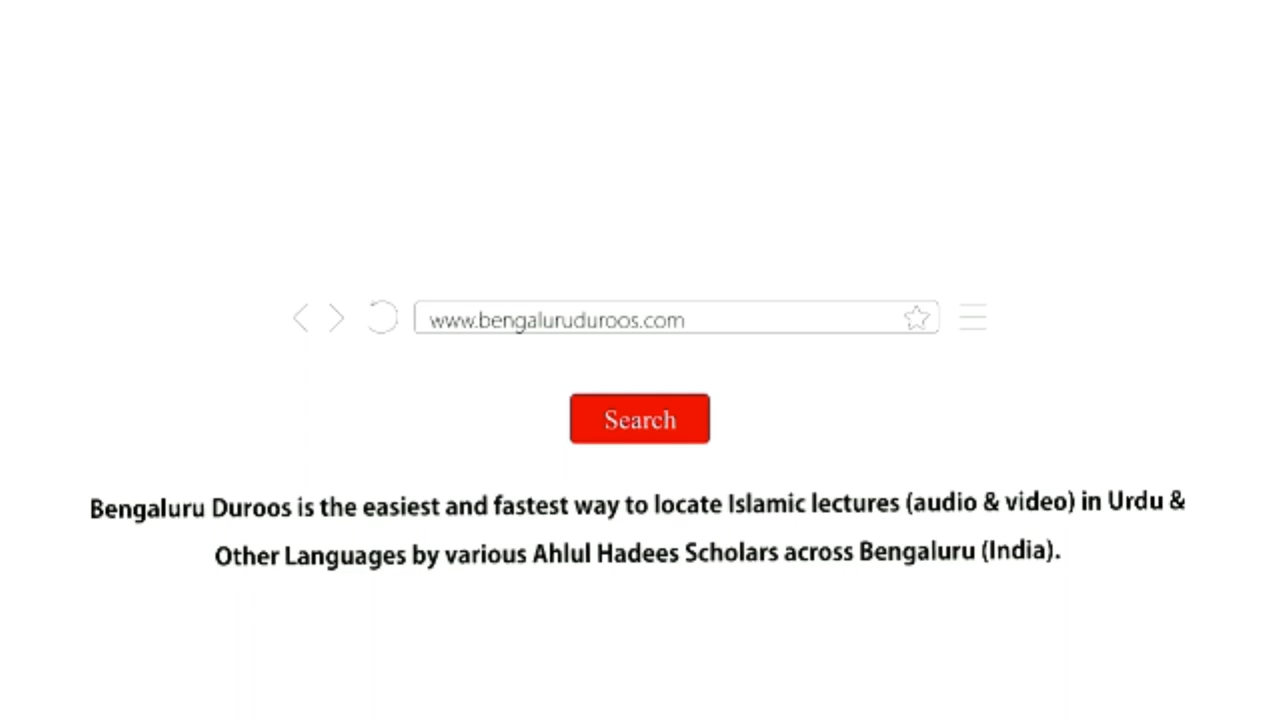 www.bengaluruduroos.com
Search
Bengaluru Duroos is the easiest and fastest way to locate Islamic lectures (audio & video) in Urdu &
Other Languages by various Ahlul Hadees Scholars across Bengaluru (India).